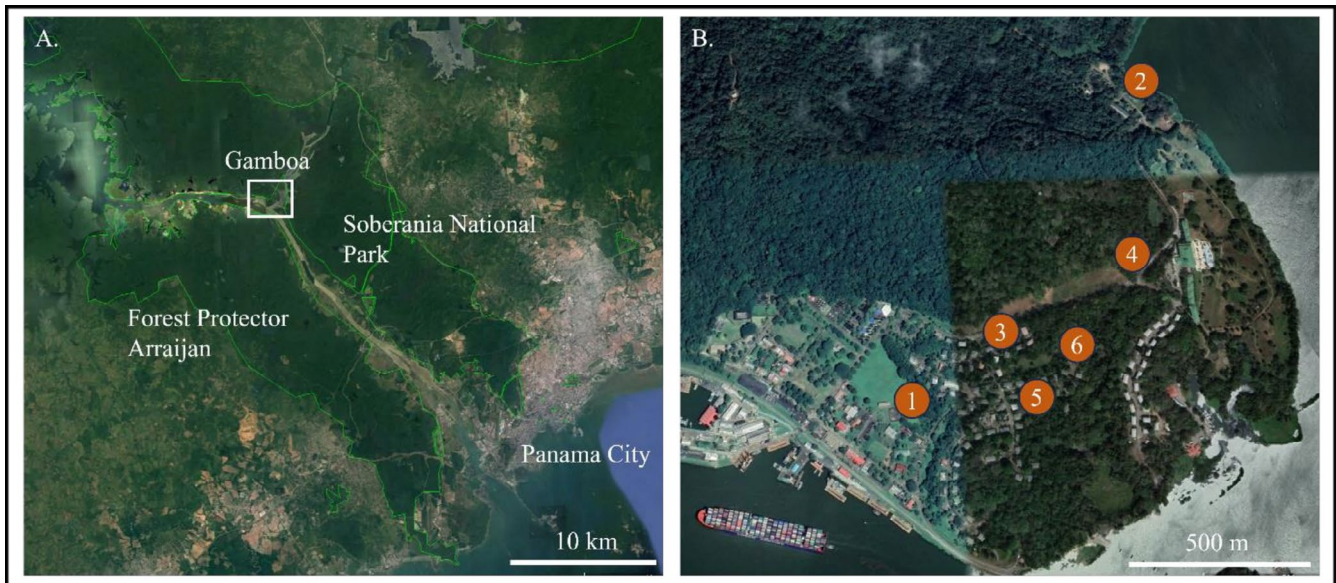 A.
Gamboa
Soberania National
Park
Forest Protector
Arraijan
Panama City
10 km
B.
2
4
3
6
5
1
500 m